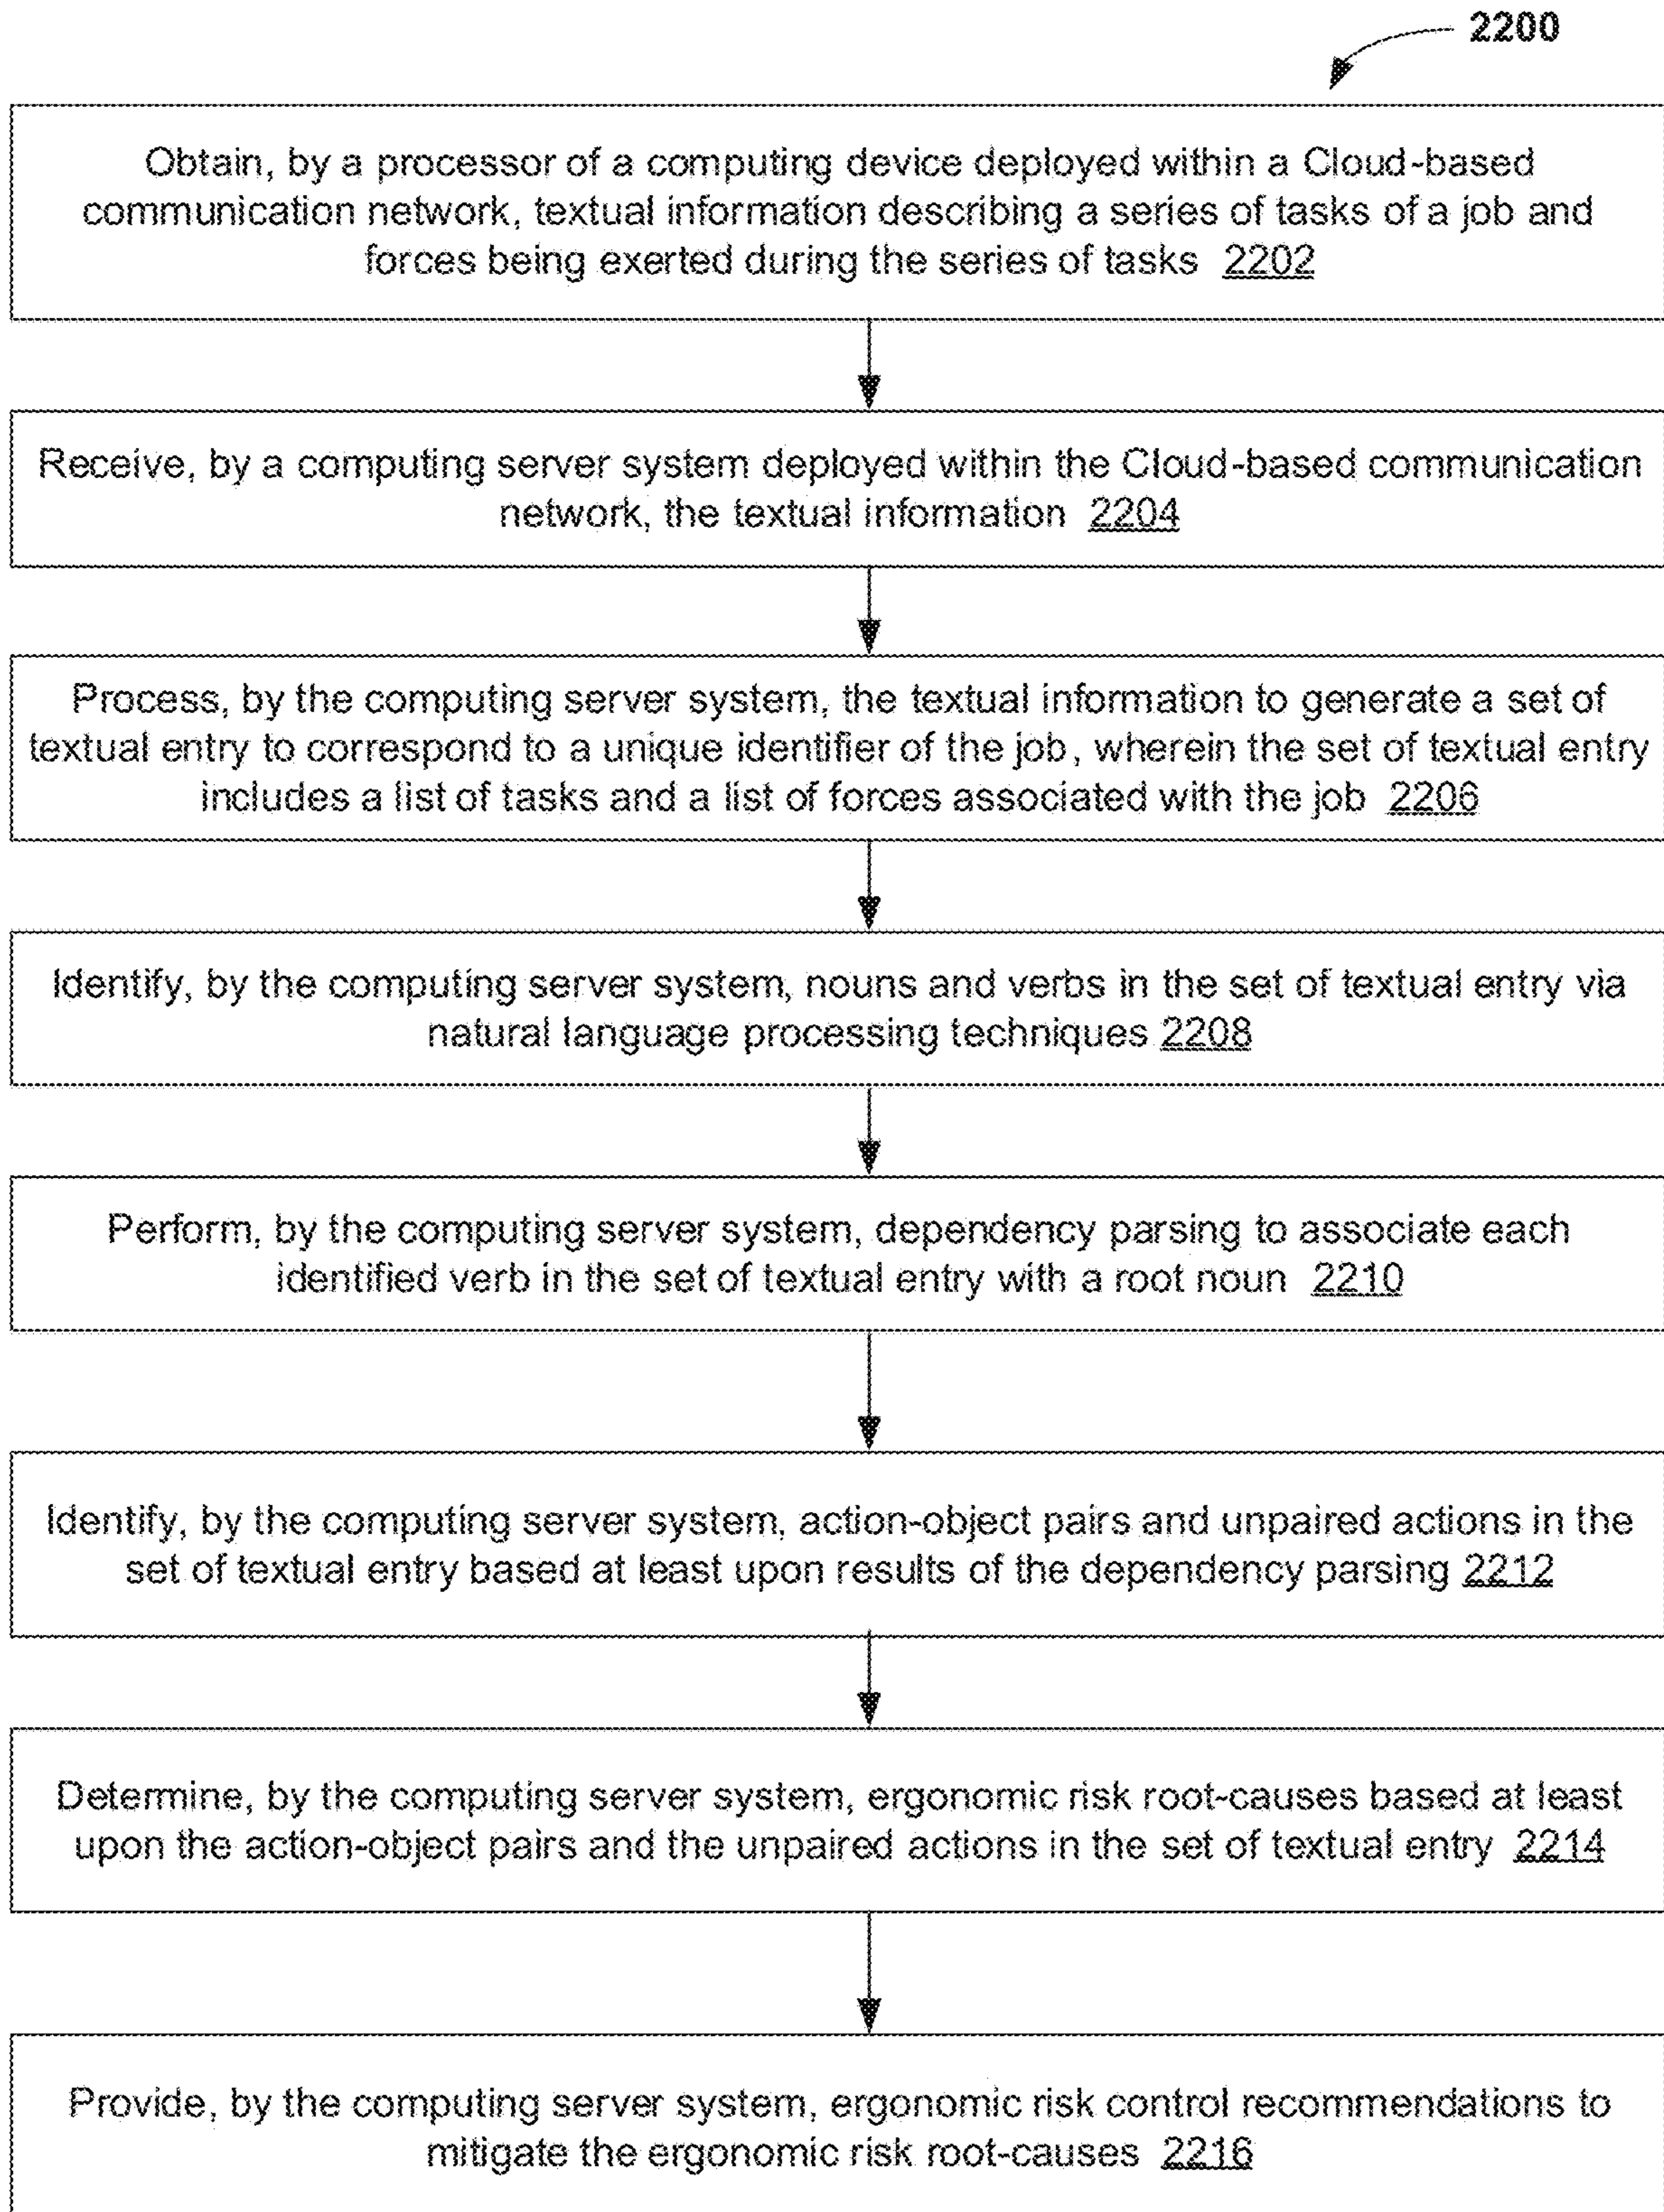 2200
Obtain, by a processor of a computing device deployed within a Cloud-based
communication network, textual information describing a series of tasks of a job and
forces being exerted during the series of tasks 2202
Receive, by a computing server system deployed within the Cloud-based communication
network, the textual information 2204
Process, by the computing server system, the textual information to generate a set of
textual entry to correspond to a unique identifier of the job, wherein the set of textual entry
includes a list of tasks and a list of forces associated with the job 2206
Identify, by the computing server system, nouns and verbs in the set of textual entry via
natural language processing techniques 2208
Perform, by the computing server system, dependency parsing to associate each
identified verb in the set of textual entry with a root noun 2210
Identify, by the computing server system, action-object pairs and unpaired actions in the
set of textual entry based at least upon results of the dependency parsing 2212
Determine, by the computing server system, ergonomic risk root-causes based at least
upon the action-object pairs and the unpaired actions in the set of textual entry 2214
Provide, by the computing server system, ergonomic risk control recommendations to
mitigate the ergonomic risk root-causes 2216